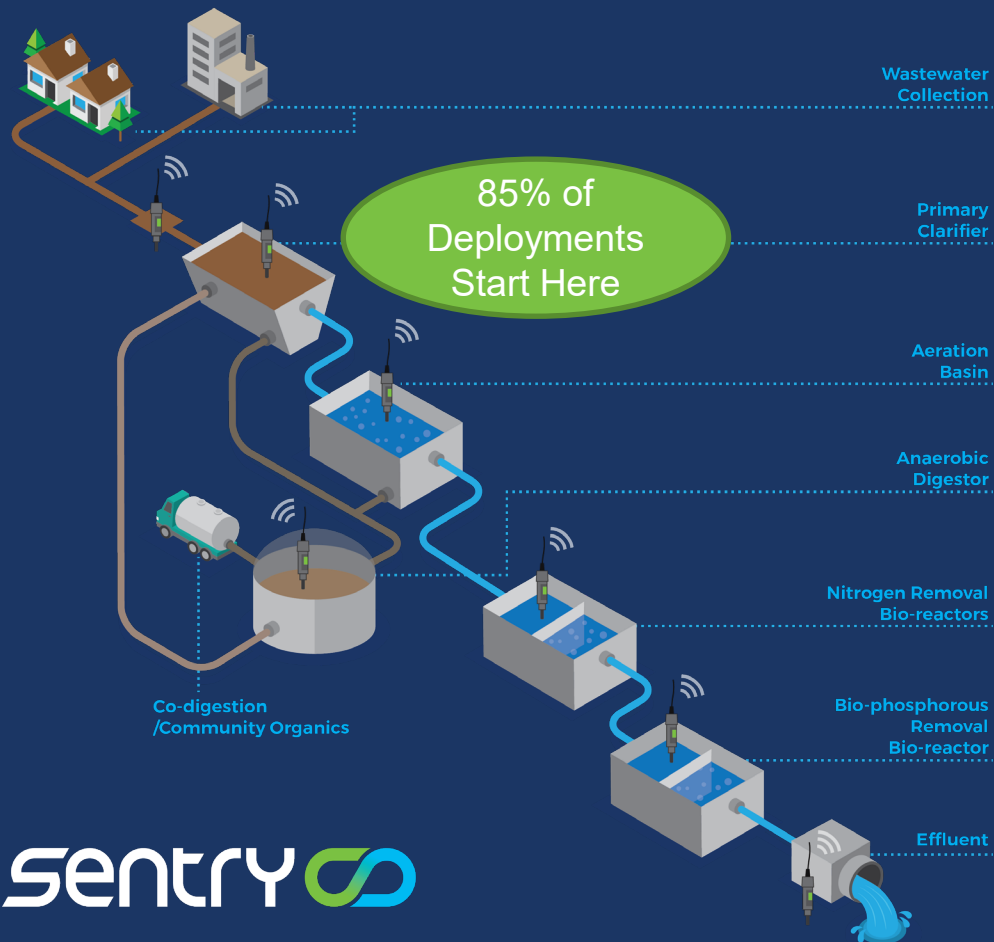 Wastewater
Collection
85% of
Deployments
Start Here
Primary
Clarifier
Aeration
Basin
Anaerobic
Digestor
Nitrogen Removal
Bio-reactors
Co-digestion
/Community Organics
Bio-phosphorous
Removal
Bio-reactor
Effluent
sentry